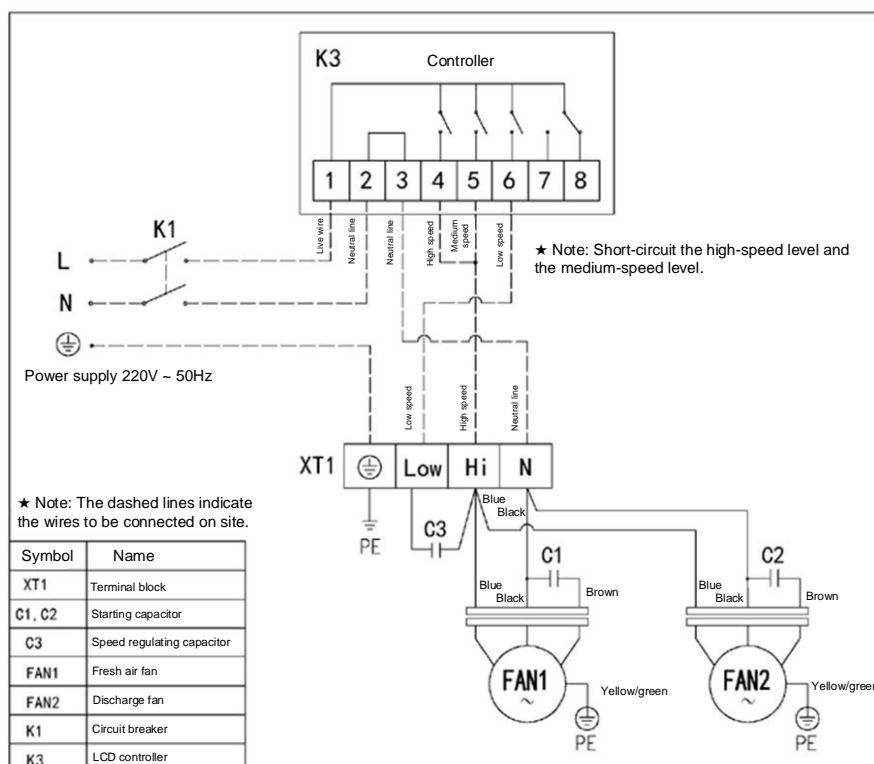 K3
Controller
1 2 3 4 5 6 7 8
K1
L
N
Live wire
Neutral line
Neutral line
High speed
Medium speed
Low speed
★ Note: Short-circuit the high-speed level and
the medium-speed level.
Power supply 220V ~ 50Hz
Low speed
High speed
Neutral line
XT1
Low Hi N
★ Note: The dashed lines indicate
the wires to be connected on site.
PE
C3
Blue
Black
C1
C2
Blue
Black
Brown
Blue
Black
Brown
FAN1
~
Yellow/green
PE
FAN2
~
Yellow/green
PE
Symbol Name
XT1 Terminal block
C1, C2 Starting capacitor
C3 Speed regulating capacitor
FAN1 Fresh air fan
FAN2 Discharge fan
K1 Circuit breaker
K3 LCD controller